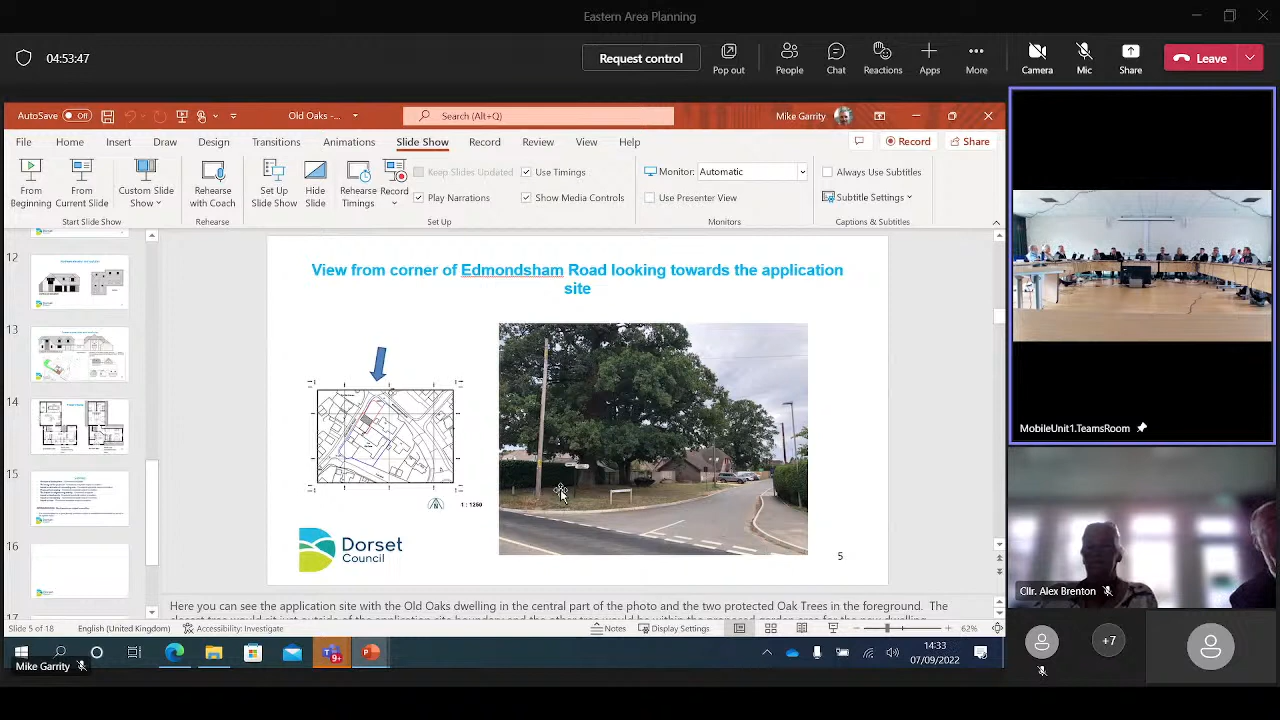 Eastern Area Planning
04:53:47
Request control
Pop out
People
Chat
Reactions
Apps
More
Camera
Mic
Share
Leave
AutoSave Off
Old Oaks -...
Search (Alt+Q)
Mike Garrity
File Home Insert Draw Design Transitions Animations Slide Show Record Review View Help
Record Share
From Beginning
From Current Slide
Custom Slide Show
Start Slide Show
Rehearse with Coach
Rehearse
Set Up Slide Show
Hide Slide
Rehearse Timings
Record
Keep Slides Updated
Play Narrations
Use Timings
Show Media Controls
Set Up
Monitor: Automatic
Use Presenter View
Monitors
Always Use Subtitles
Subtitle Settings
Captions & Subtitles
12
13
14
15
16
17
View from corner of Edmondsham Road looking towards the application
site
1 : 1250
Dorset
Council
5
Here you can see the application site with the Old Oaks dwelling in the centre part of the photo and the two protected Oak Trees in the foreground. The
Slide 5 of 18
English (United Kingdom)
Accessibility: Investigate
Notes
Display Settings
62%
9+
14:33
07/09/2022
Mike Garrity
MobileUnit1.TeamsRoom
Cllr. Alex Brenton
+7